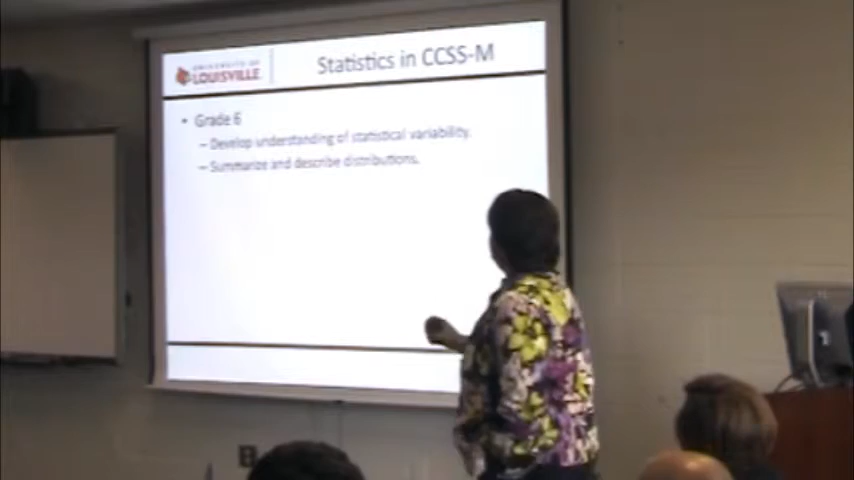 UNIVERSITY OF
LOUISVILLE
Statistics in CCSS-M
• Grade 6
– Develop understanding of statistical variability.
– Summarize and describe distributions.